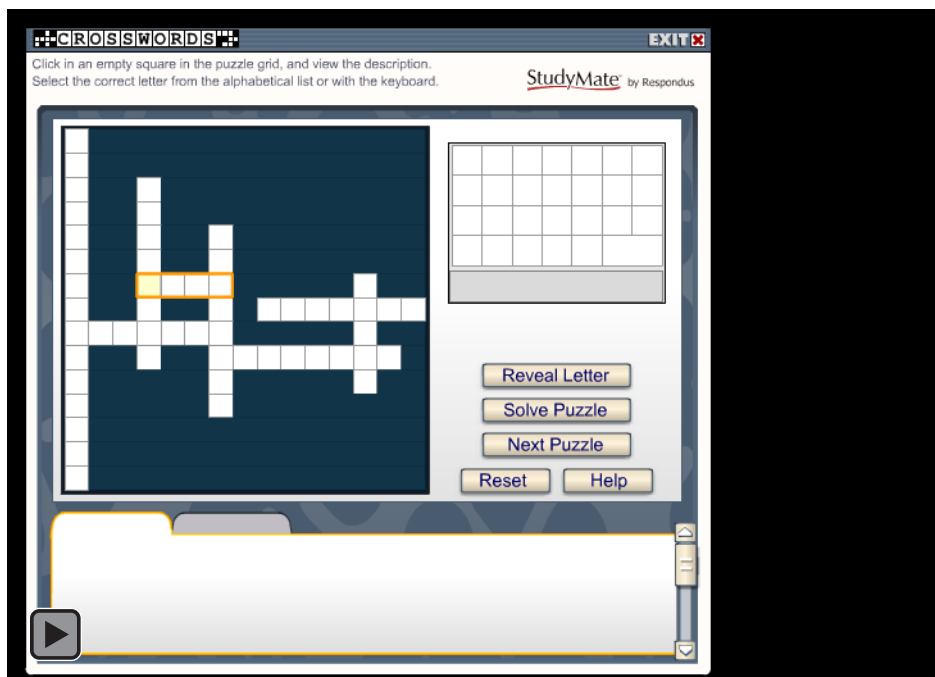 CROSSWORDS
EXIT
Click in an empty square in the puzzle grid, and view the description.
Select the correct letter from the alphabetical list or with the keyboard.
StudyMate by Respondus
Reveal Letter
Solve Puzzle
Next Puzzle
Reset
Help